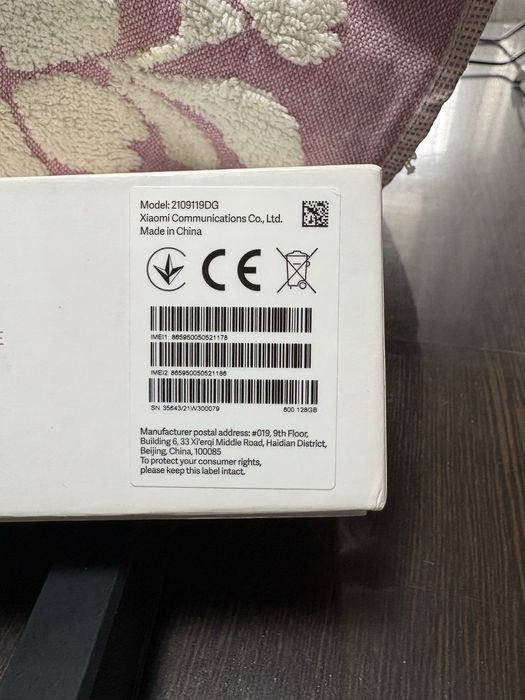 Model: 2109119DG
Xiaomi Communications Co., Ltd.
Made in China
CE
E
IMEI1: 865950050521178
IMEI2: 865950050521186
SN: 35843/21W300079 600 128GB
Manufacturer postal address: #019, 9th Floor,
Building 6, 33 Xi'erqi Middle Road, Haidian District,
Beijing, China, 100085
To protect your consumer rights,
please keep this label intact.